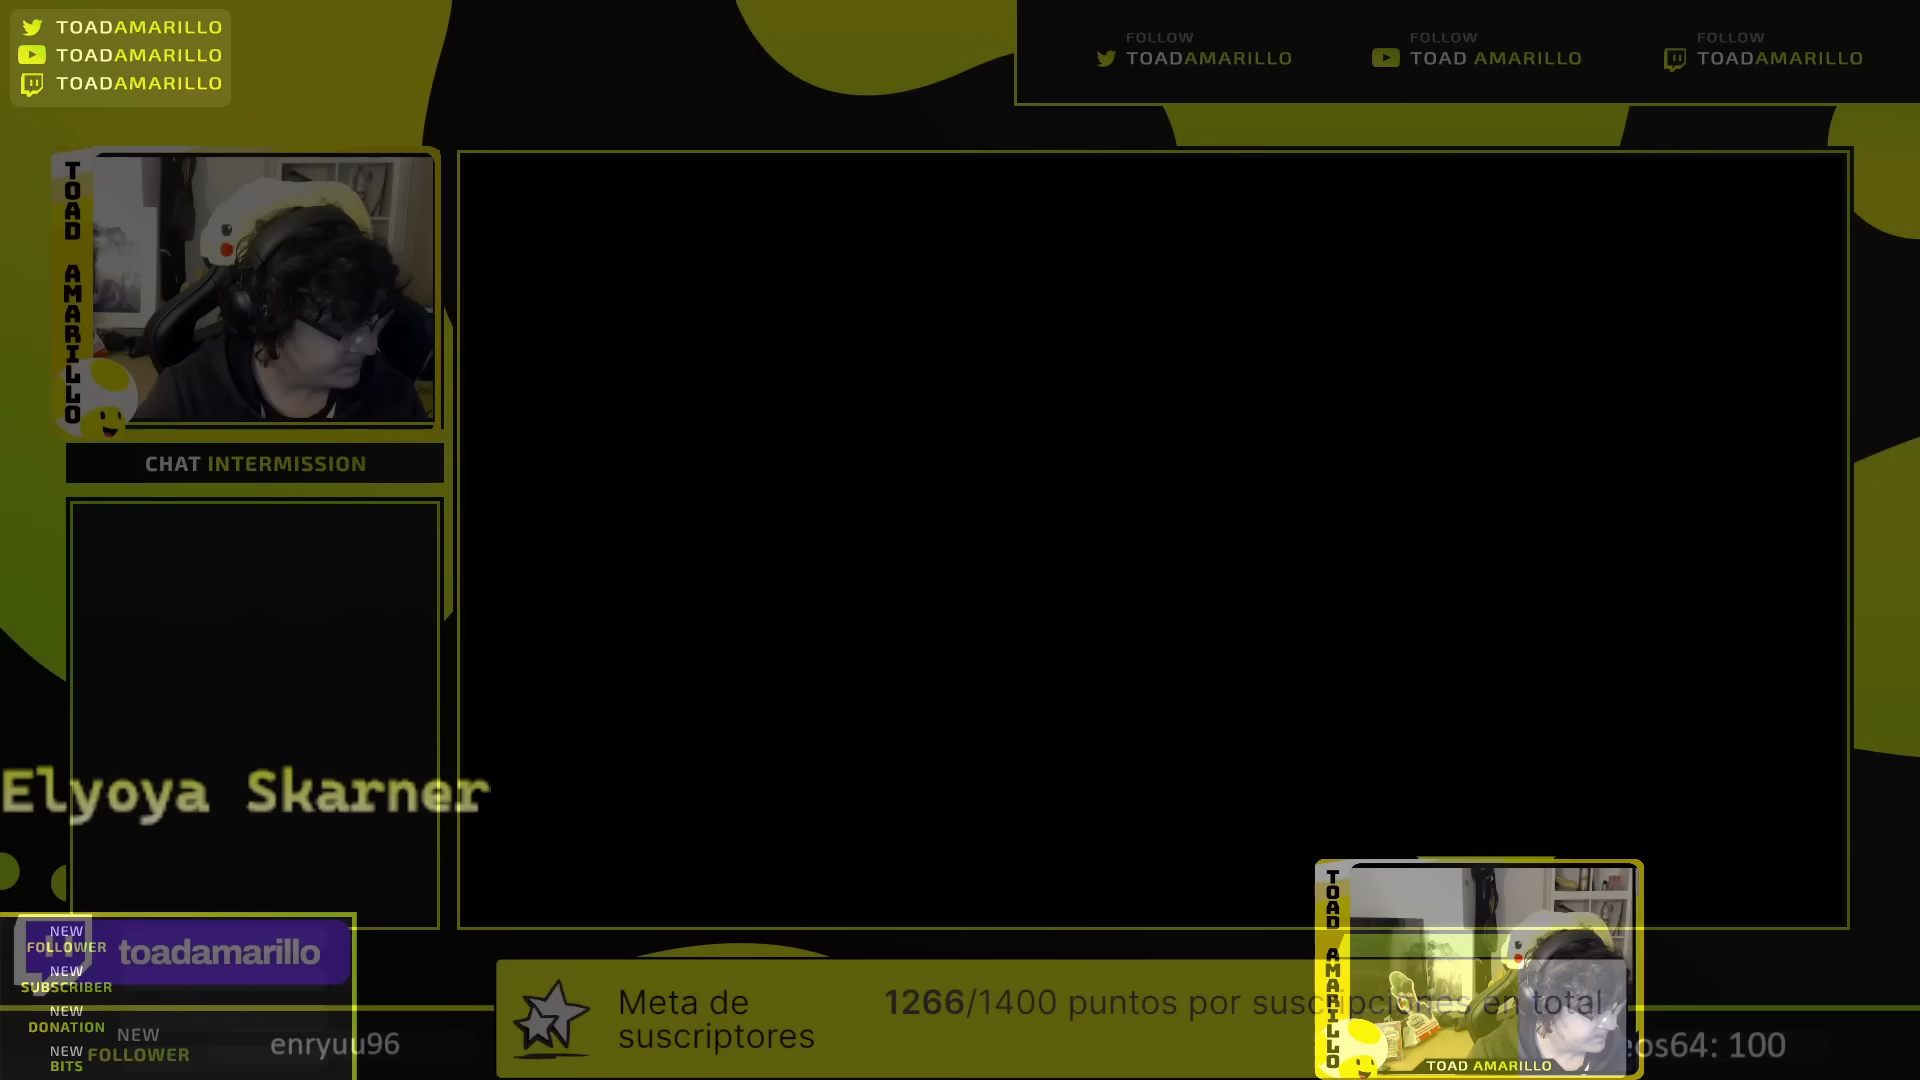 TOADAMARILLO
TOADAMARILLO
TOADAMARILLO
FOLLOW
TOADAMARILLO
FOLLOW
TOAD AMARILLO
FOLLOW
TOADAMARILLO
TOAD AMARILLO
CHAT INTERMISSION
Elyoya Skarner
NEW
FOLLOWER
NEW
SUBSCRIBER
NEW
DONATION
NEW
BITS
toadamarillo
NEW
FOLLOWER
enryuu96
Meta de
suscriptores
1266/1400 puntos por suscripciones en total
TOAD AMARILLO
TOAD AMARILLO
os64: 100